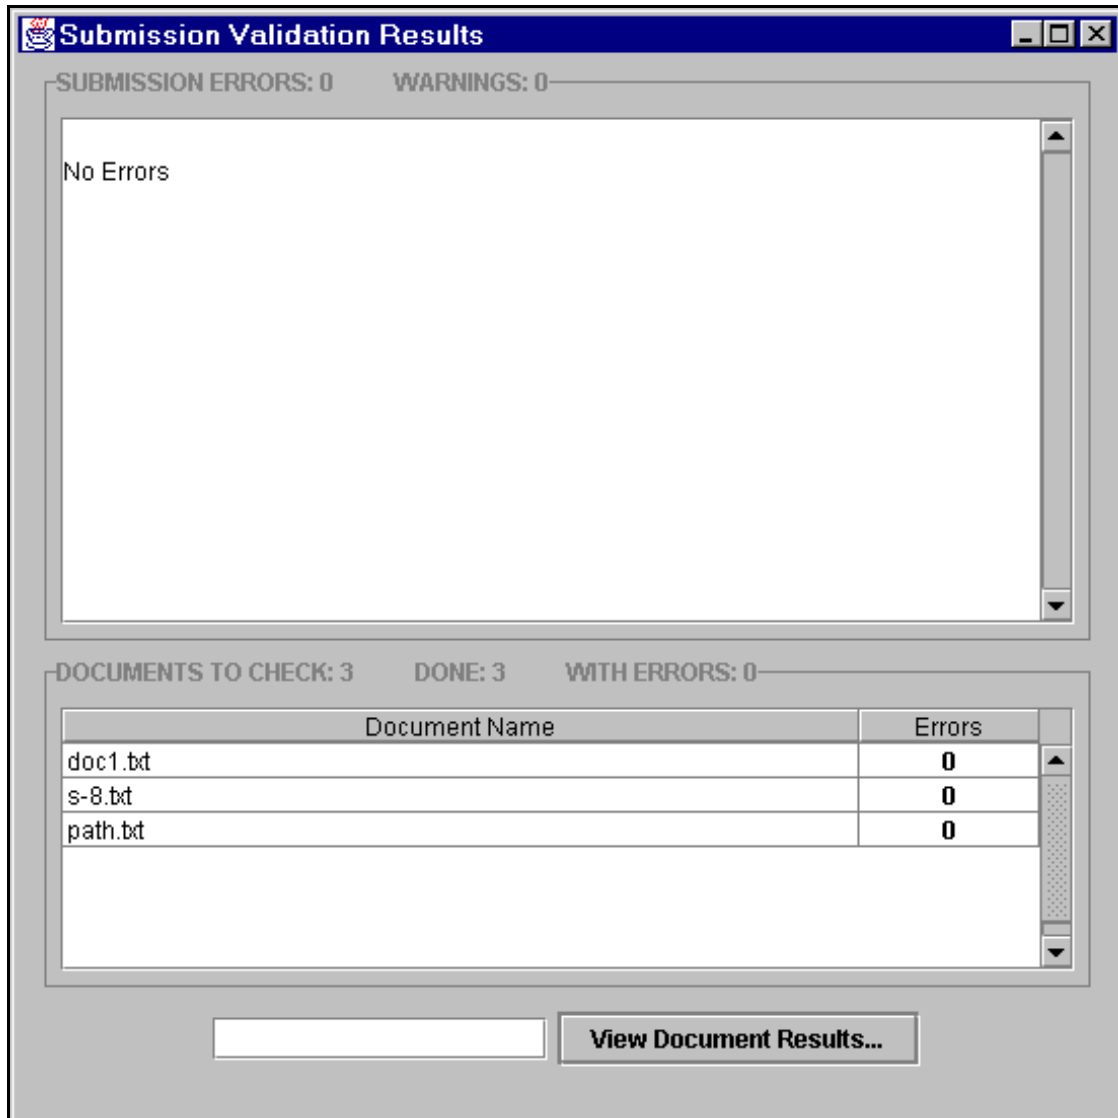 Submission Validation Results
SUBMISSION ERRORS: 0 WARNINGS: 0
No Errors
DOCUMENTS TO CHECK: 3 DONE: 3 WITH ERRORS: 0
Document Name Errors
doc1.txt 0
s-8.txt 0
path.txt 0
View Document Results...